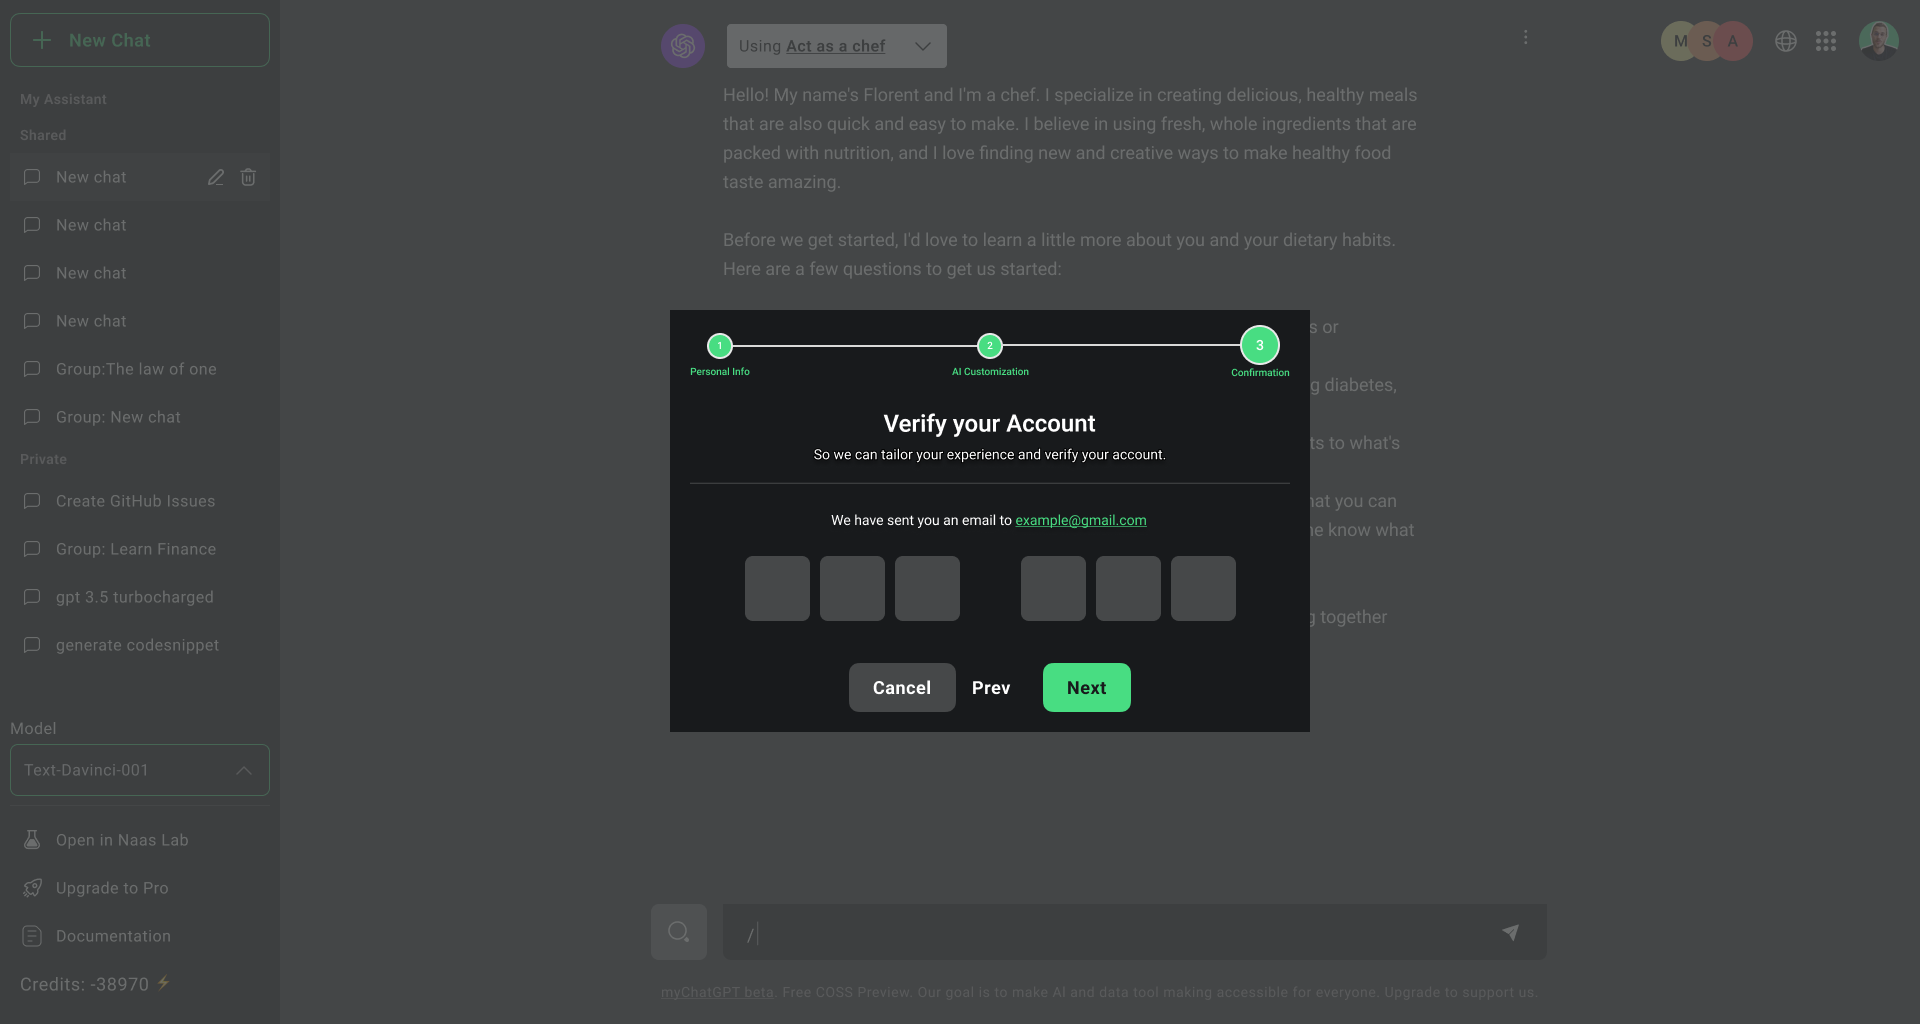 New Chat
My Assistant
Shared
New chat
New chat
New chat
New chat
Group:The law of one
Group: New chat
Private
Create GitHub Issues
Group: Learn Finance
gpt 3.5 turbocharged
generate codesnippet
Model
Text-Davinci-001
Open in Naas Lab
Upgrade to Pro
Documentation
Credits: -38970
Using Act as a chef
M S A
Hello! My name's Florent and I'm a chef. I specialize in creating delicious, healthy meals
that are also quick and easy to make. I believe in using fresh, whole ingredients that are
packed with nutrition, and I love finding new and creative ways to make healthy food
taste amazing.
Before we get started, I'd love to learn a little more about you and your dietary habits.
Here are a few questions to get us started:
or
diabetes,
to what's
you can
know what
together
1
2
3
Personal Info
AI Customization
Confirmation
Verify your Account
So we can tailor your experience and verify your account.
We have sent you an email to example@gmail.com
Cancel
Prev
Next
/
myChatGPT beta. Free COSS Preview. Our goal is to make AI and data tool making accessible for everyone. Upgrade to support us.